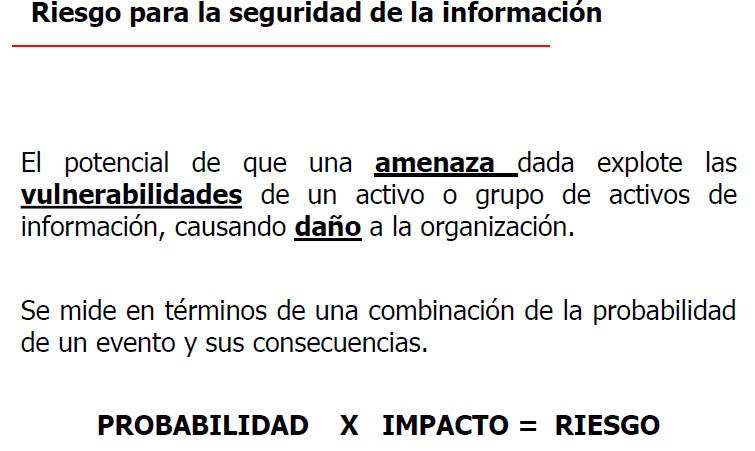 Riesgo para la seguridad de la información
El potencial de que una amenaza dada explote las
vulnerabilidades de un activo o grupo de activos de
información, causando daño a la organización.
Se mide en términos de una combinación de la probabilidad
de un evento y sus consecuencias.
PROBABILIDAD X IMPACTO = RIESGO